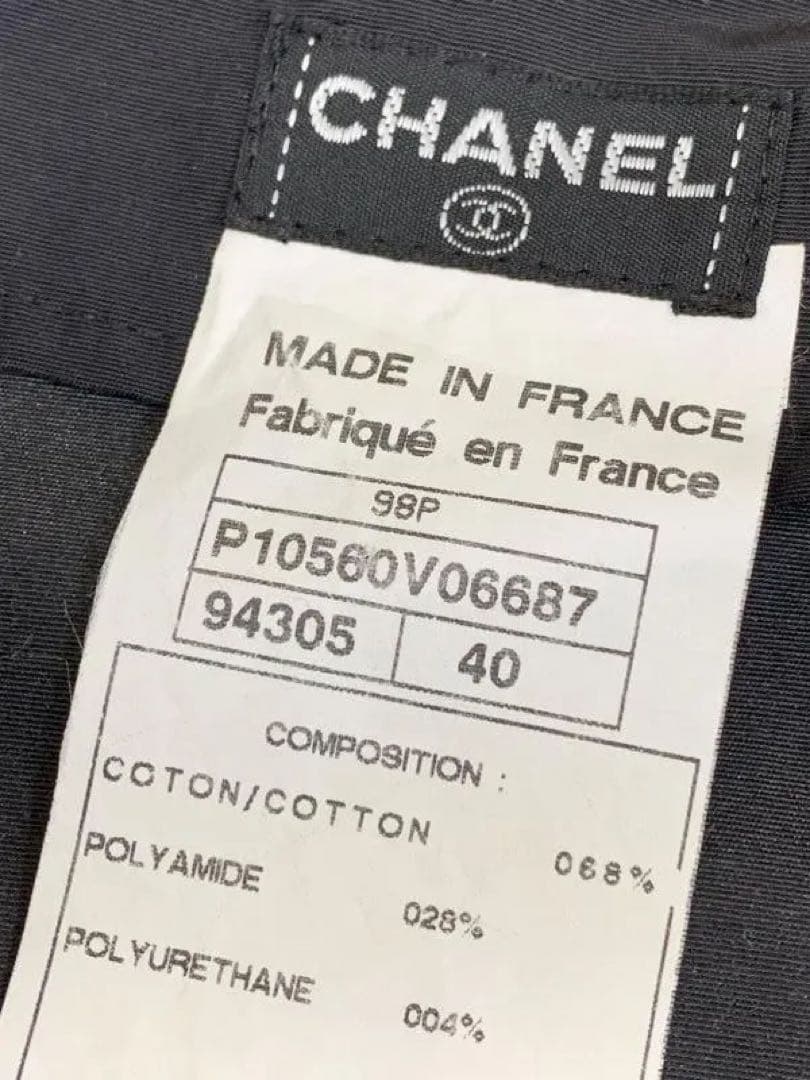 CHANEL
MADE IN FRANCE
Fabriqué en France
98P
P10560V06687
94305 40
COMPOSITION :
COTON/COTTON 068%
POLYAMIDE 028%
POLYURETHANE 004%